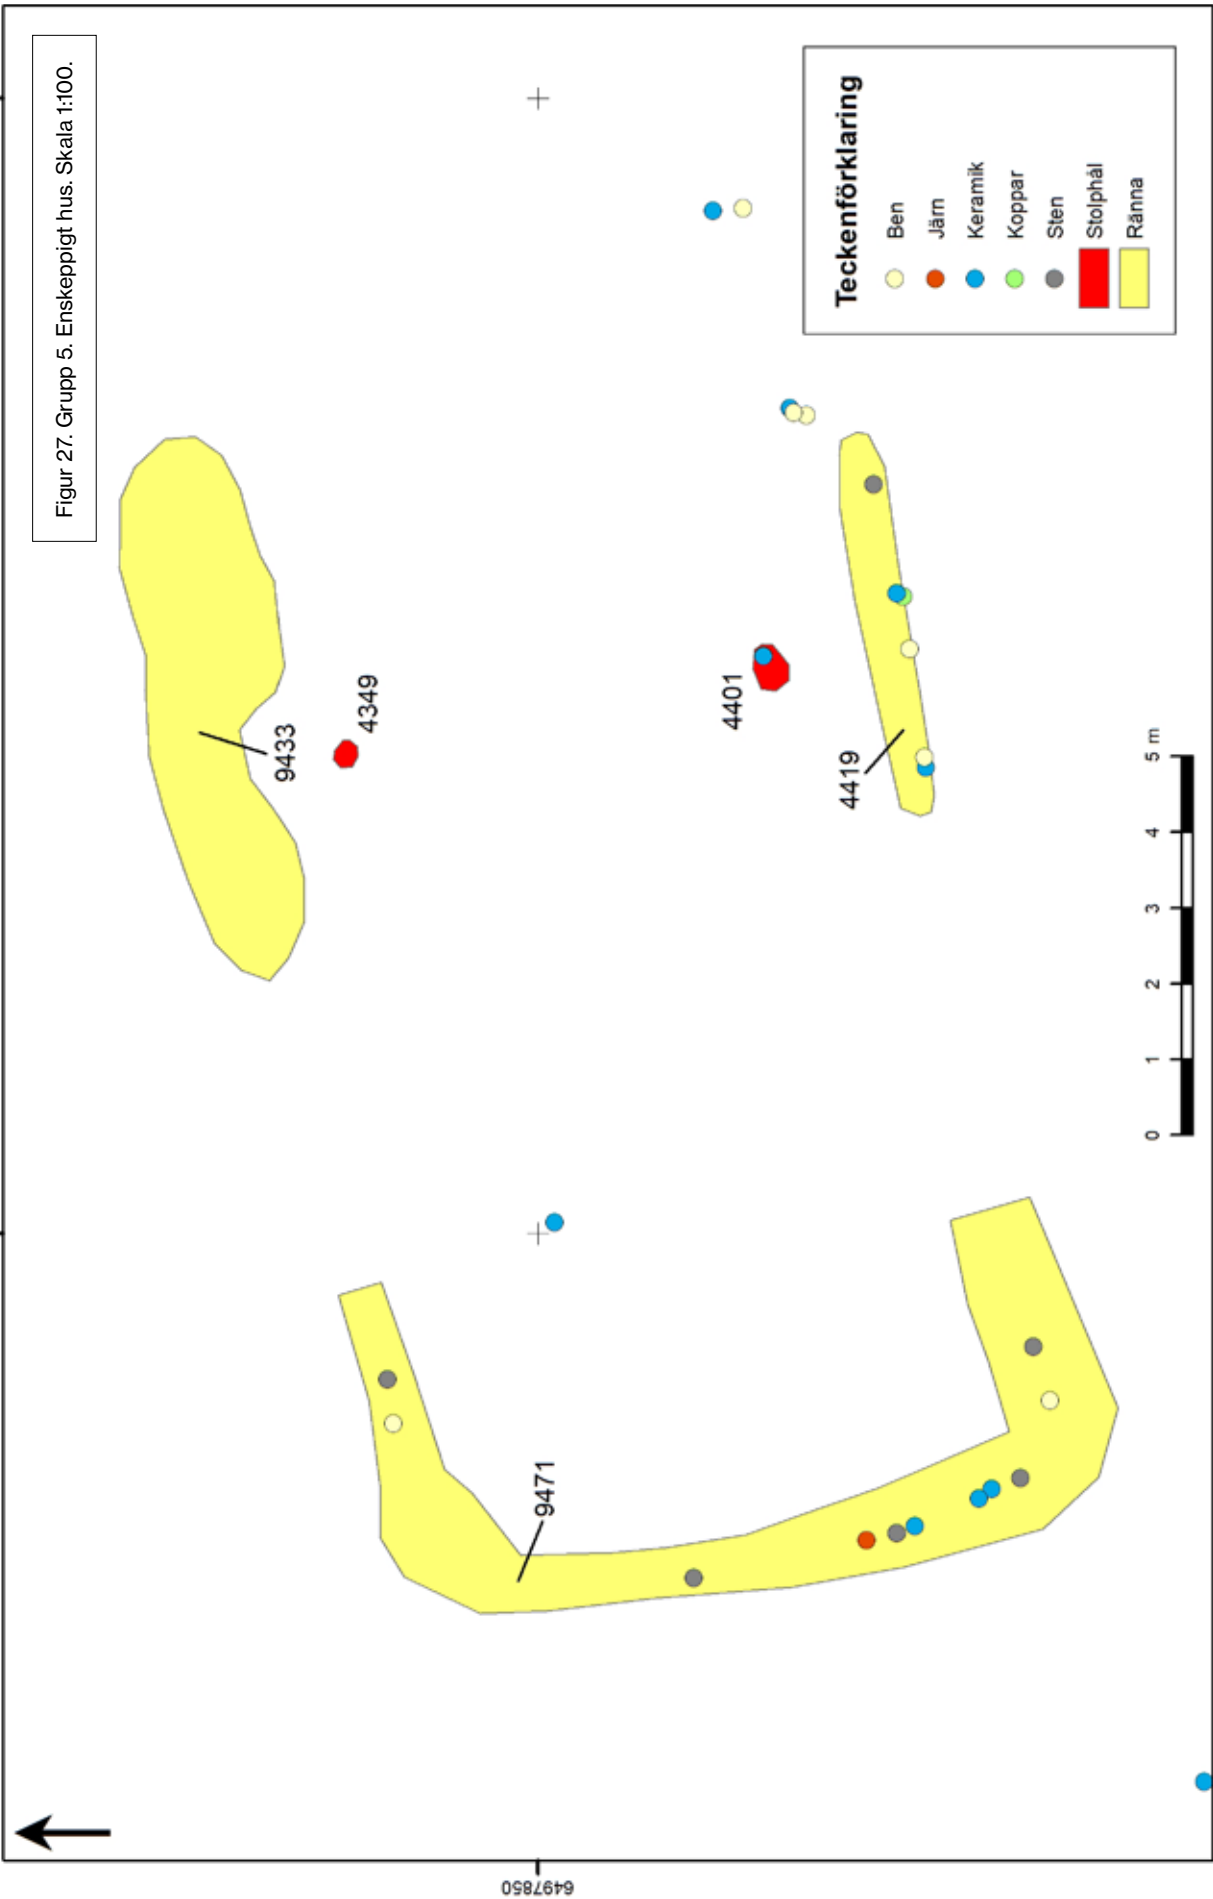 Figur 27. Grupp 5. Enskeppigt hus. Skala 1:100.
9433
4349
4401
4419
9471
Teckenförklaring
Ben
Järn
Keramik
Koppar
Sten
Stolphål
Ränna
0 1 2 3 4 5 m
6497850